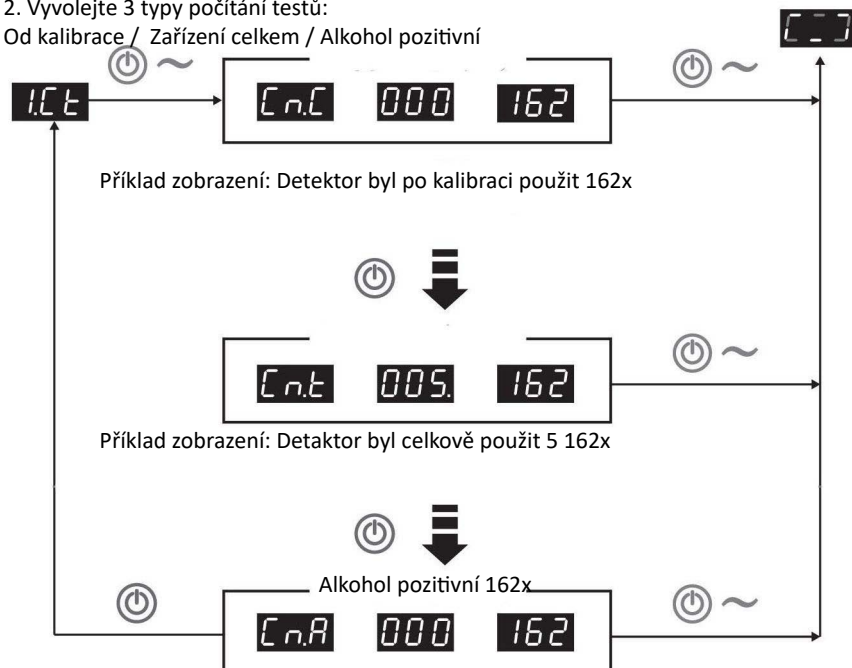 2. Vyvolejte 3 typy počítání testů:
Od kalibrace / Zařízení celkem / Alkohol pozitivní
1.Ct Cn.C 000 162
Příklad zobrazení: Detektor byl po kalibraci použit 162x
Cn.t 005. 162
Příklad zobrazení: Detaktor byl celkově použit 5 162x
Alkohol pozitivní 162x
Cn.A 000 162